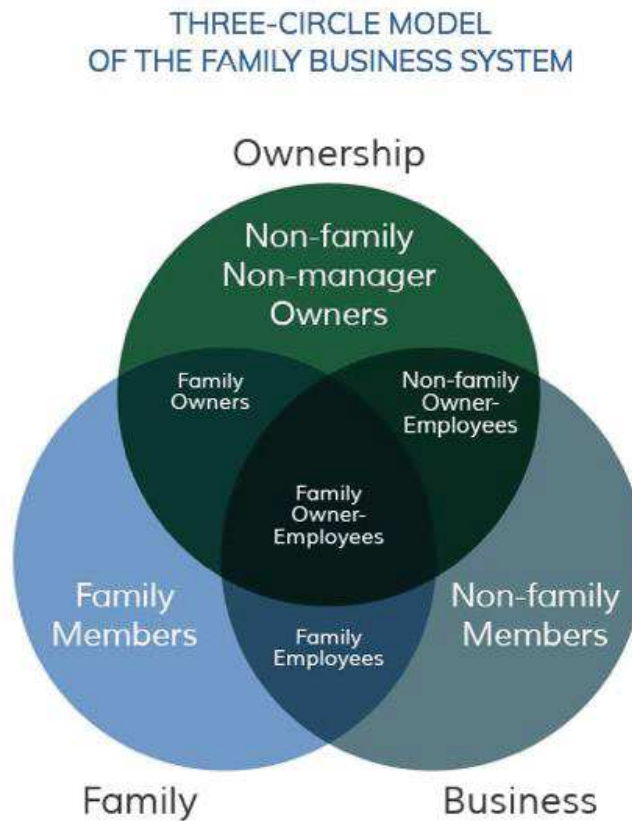 THREE-CIRCLE MODEL
OF THE FAMILY BUSINESS SYSTEM
Ownership
Non-family
Non-manager
Owners
Family
Owners
Non-family
Owner-
Employees
Family
Owner-
Employees
Family
Members
Non-family
Members
Family
Employees
Family
Business